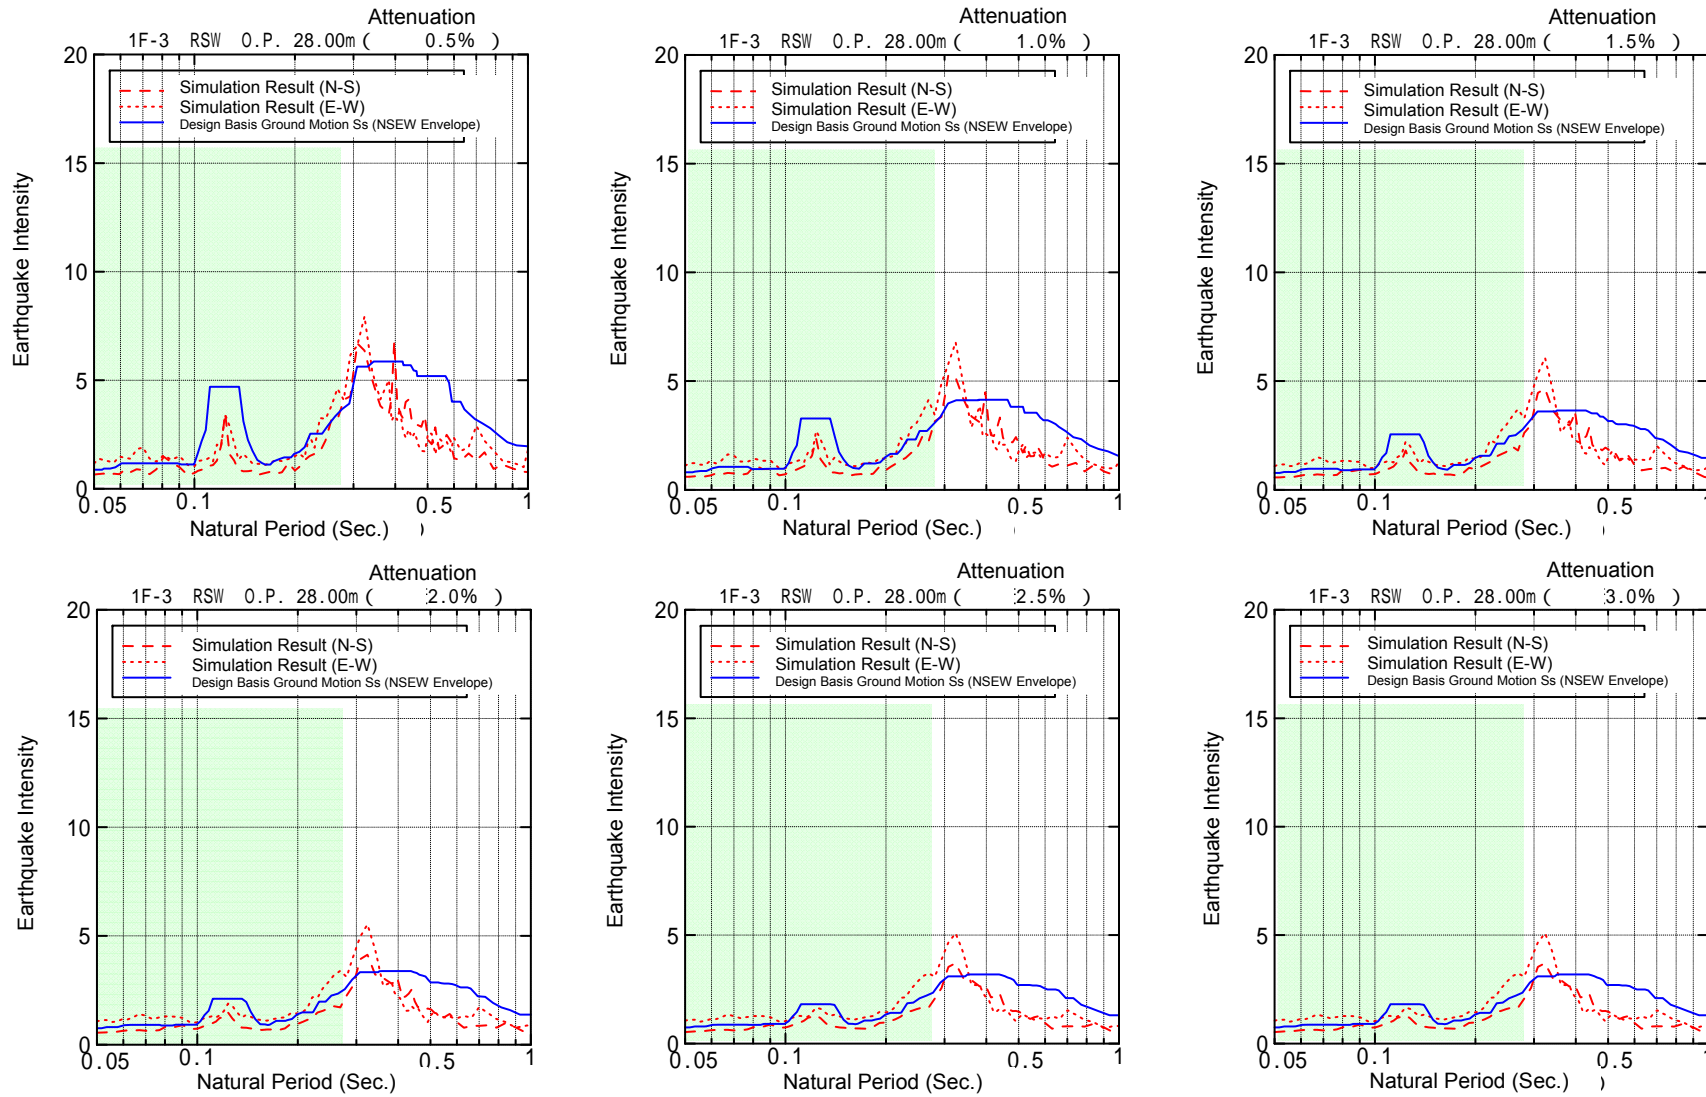 Attenuation
1F-3 RSW O.P. 28.00m ( 0.5% )
20
Simulation Result (N-S)
Simulation Result (E-W)
Design Basis Ground Motion Ss (NSEW Envelope)
15
10
5
0
Earthquake Intensity
0.05 0.1 0.5 1
Natural Period (Sec.) )
Attenuation
1F-3 RSW O.P. 28.00m ( 1.0% )
20
Simulation Result (N-S)
Simulation Result (E-W)
Design Basis Ground Motion Ss (NSEW Envelope)
15
10
5
0
Earthquake Intensity
0.05 0.1 0.5 1
Natural Period (Sec.)
Attenuation
1F-3 RSW O.P. 28.00m ( 1.5% )
20
Simulation Result (N-S)
Simulation Result (E-W)
Design Basis Ground Motion Ss (NSEW Envelope)
15
10
5
0
Earthquake Intensity
0.05 0.1 0.5 1
Natural Period (Sec.) )
Attenuation
1F-3 RSW O.P. 28.00m ( 2.0% )
20
Simulation Result (N-S)
Simulation Result (E-W)
Design Basis Ground Motion Ss (NSEW Envelope)
15
10
5
0
Earthquake Intensity
0.05 0.1 0.5 1
Natural Period (Sec.)
Attenuation
1F-3 RSW O.P. 28.00m ( 2.5% )
20
Simulation Result (N-S)
Simulation Result (E-W)
Design Basis Ground Motion Ss (NSEW Envelope)
15
10
5
0
Earthquake Intensity
0.05 0.1 0.5 1
Natural Period (Sec.)
Attenuation
1F-3 RSW O.P. 28.00m ( 3.0% )
20
Simulation Result (N-S)
Simulation Result (E-W)
Design Basis Ground Motion Ss (NSEW Envelope)
15
10
5
0
Earthquake Intensity
0.05 0.1 0.5 1
Natural Period (Sec.) )